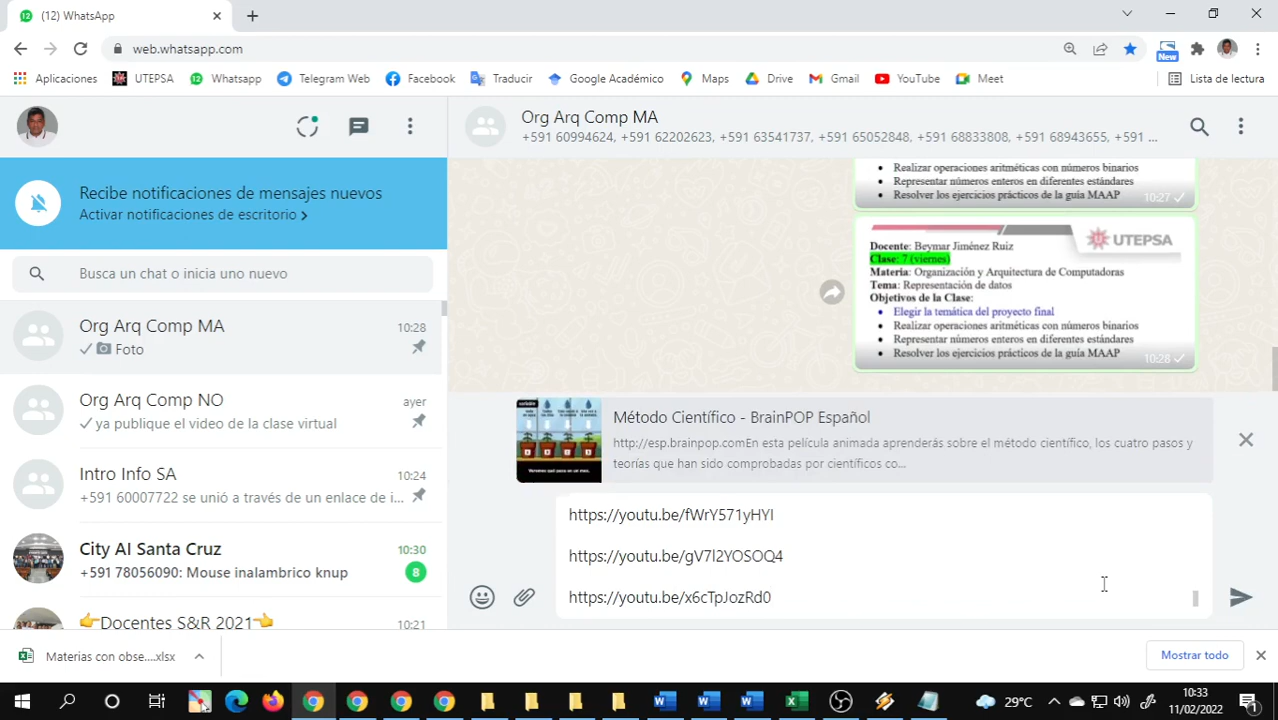 (12) WhatsApp
web.whatsapp.com
New
Aplicaciones
UTEPSA
Whatsapp
Telegram Web
Facebook
Traducir
Google Académico
Maps
Drive
Gmail
YouTube
Meet
Lista de lectura
Org Arq Comp MA
+591 60994624, +591 62202623, +591 63541737, +591 65052848, +591 68833808, +591 68943655, +591 ...
Recibe notificaciones de mensajes nuevos
Activar notificaciones de escritorio
Busca un chat o inicia uno nuevo
Org Arq Comp MA 10:28
Foto
Org Arq Comp NO ayer
ya publique el video de la clase virtual
Intro Info SA 10:24
+591 60007722 se unió a través de un enlace de i...
City AI Santa Cruz 10:30
+591 78056090: Mouse inalambrico knup 8
👉Docentes S&R 2021👈 10:21
• Realizar operaciones aritméticas con números binarios
• Representar números enteros en diferentes estándares
• Resolver los ejercicios prácticos de la guía MAAP
10:27
UTEPSA
Docente: Beymar Jiménez Ruiz
Clase: 7 (viernes)
Materia: Organización y Arquitectura de Computadoras
Tema: Representación de datos
Objetivos de la Clase:
• Elegir la temática del proyecto final
• Realizar operaciones aritméticas con números binarios
• Representar números enteros en diferentes estándares
• Resolver los ejercicios prácticos de la guía MAAP
10:28
Método Científico - BrainPOP Español
http://esp.brainpop.comEn esta película animada aprenderás sobre el método científico, los cuatro pasos y
teorías que han sido comprobadas por científicos co...
https://youtu.be/fWrY571yHYI
https://youtu.be/gV7l2YOSOQ4
https://youtu.be/x6cTpJozRd0
Materias con obse....xlsx
Mostrar todo
29°C
10:33
11/02/2022
1